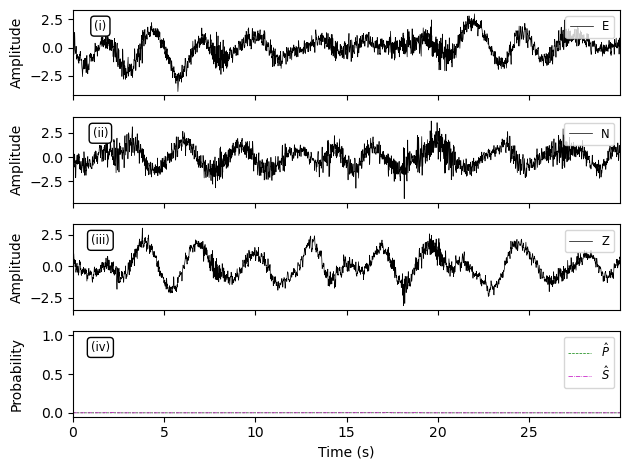 2.5
0.0
−2.5
Amplitude
(i)
E
2.5
0.0
−2.5
Amplitude
(ii)
N
2.5
0.0
−2.5
Amplitude
(iii)
Z
1.0
0.5
0.0
Probability
(iv)
P̂
Ŝ
0 5 10 15 20 25
Time (s)